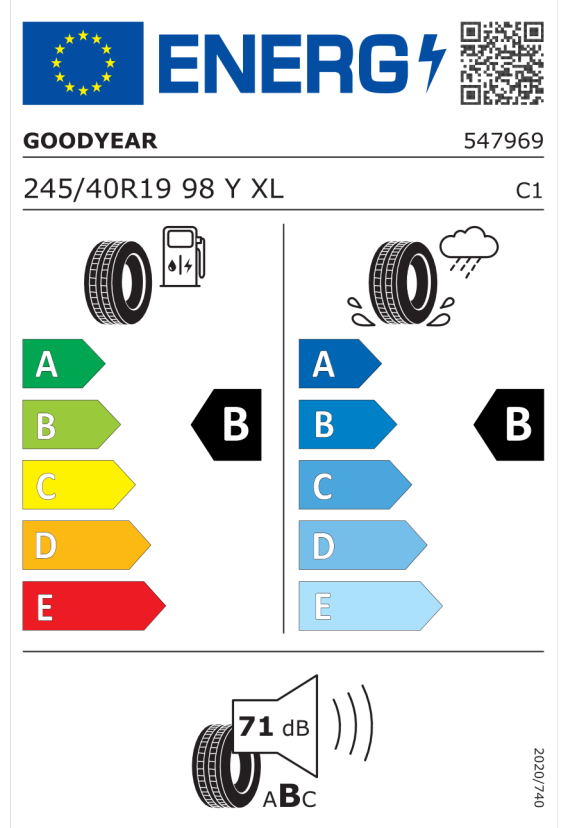 ENERG
GOODYEAR 547969
245/40R19 98 Y XL C1
A A
B B B B
C C
D D
E E
71 dB
ABC
2020/740